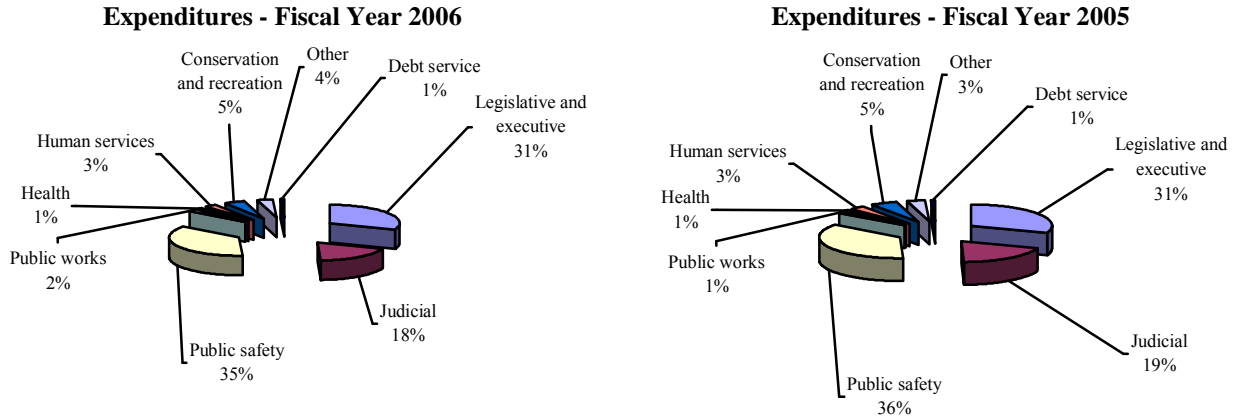 Expenditures - Fiscal Year 2006
Conservation
and recreation
5%
Other
4%
Debt service
1%
Legislative and
executive
31%
Human services
3%
Health
1%
Public works
2%
Judicial
18%
Public safety
35%
Expenditures - Fiscal Year 2005
Conservation
and recreation
5%
Other
3%
Debt service
1%
Legislative and
executive
31%
Human services
3%
Health
1%
Public works
1%
Judicial
19%
Public safety
36%